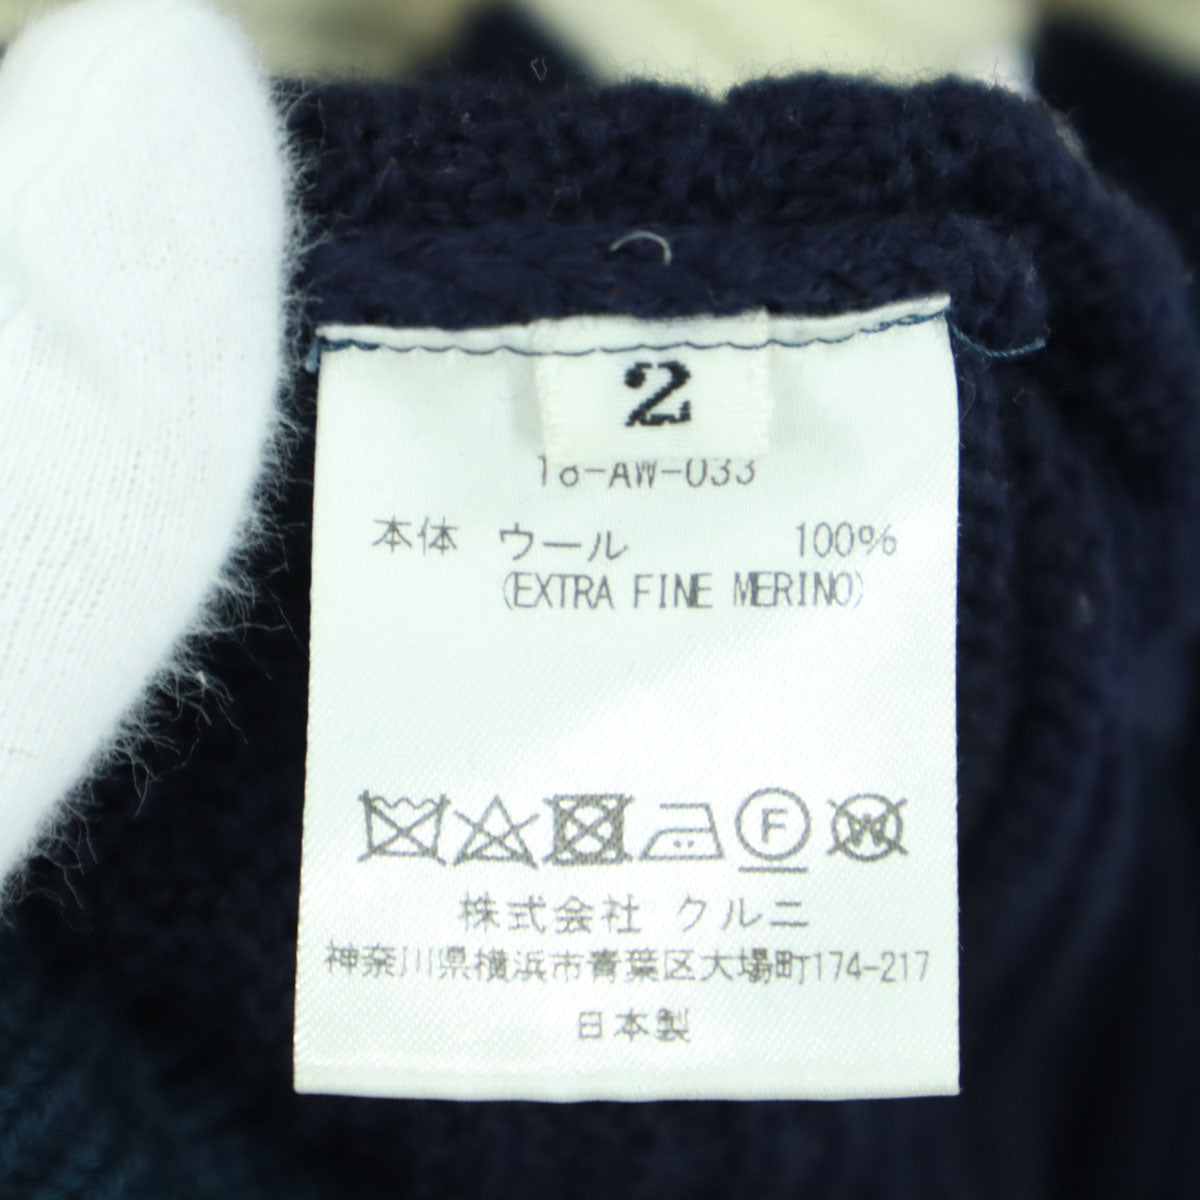 2
18-AW-033
本体 ウール 100%
(EXTRA FINE MERINO)
F W
株式会社 クルニ
神奈川県横浜市青葉区大場町174-217
日本製